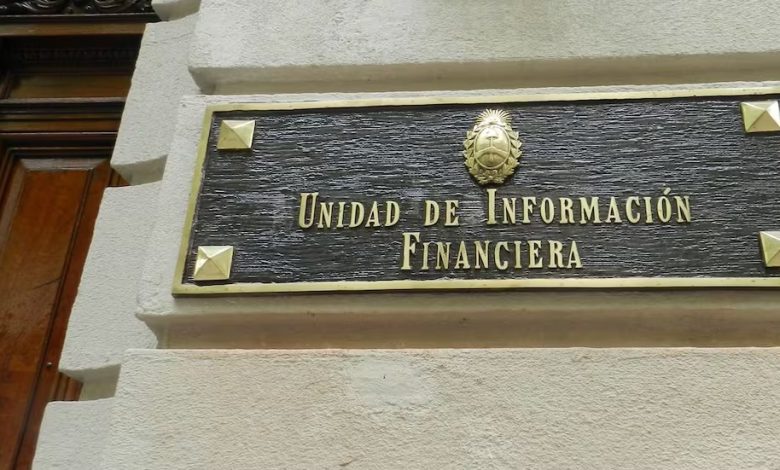 UNIDAD DE INFORMACIÓN
FINANCIERA